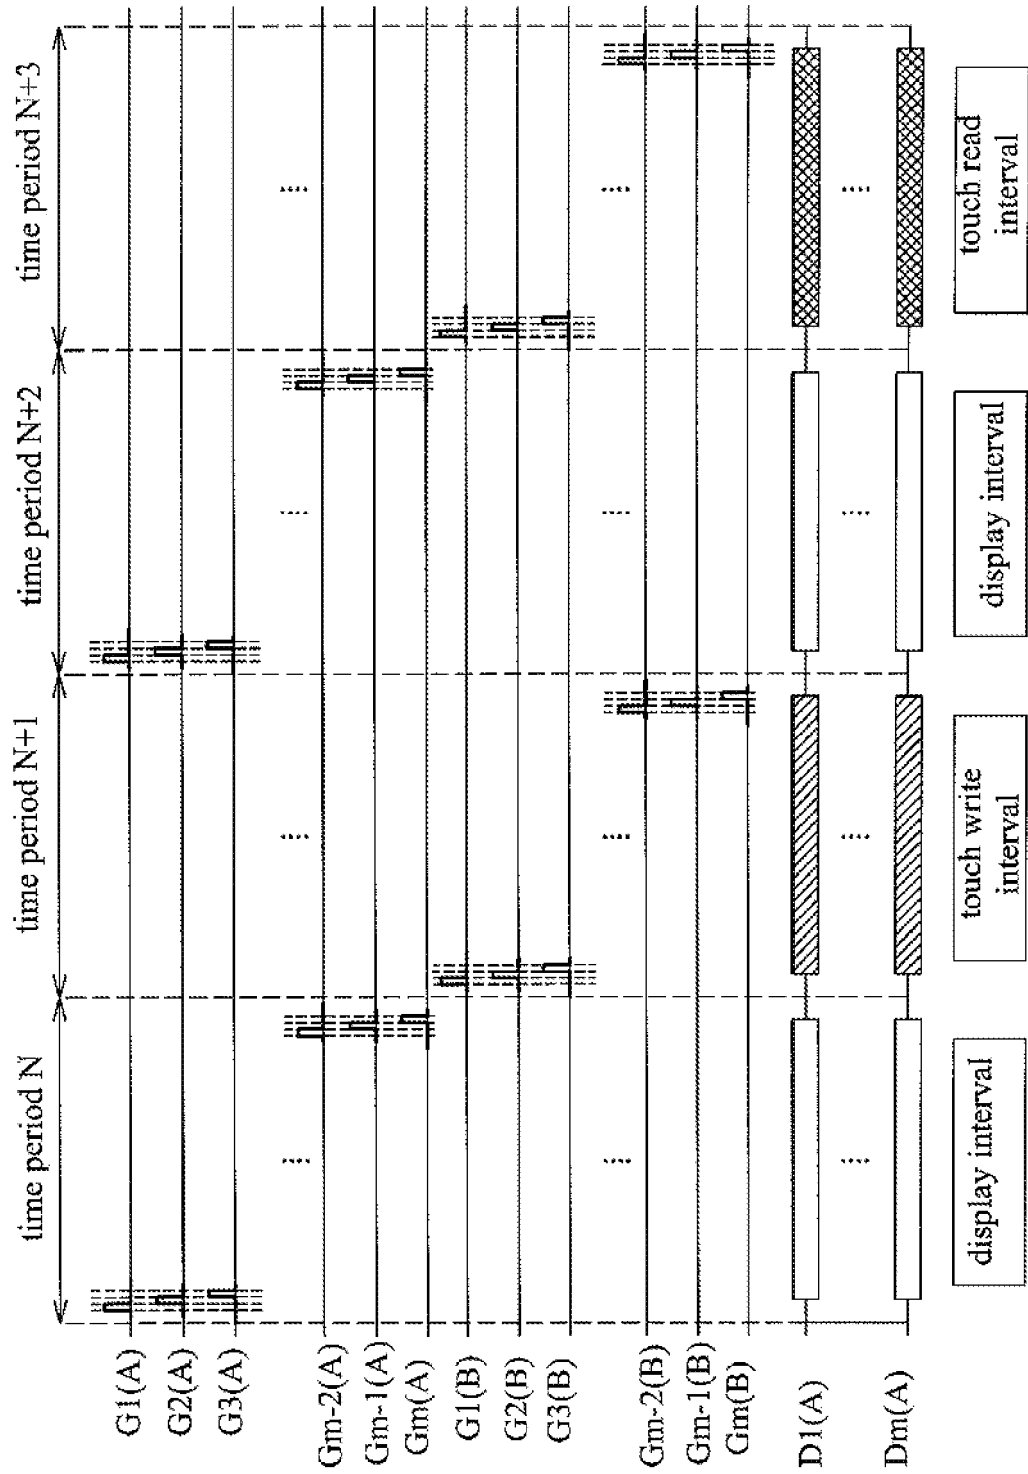 time period N
time period N+1
time period N+2
time period N+3
G1(A)
G2(A)
G3(A)
Gm-2(A)
Gm-1(A)
Gm(A)
G1(B)
G2(B)
G3(B)
Gm-2(B)
Gm-1(B)
Gm(B)
D1(A)
Dm(A)
display interval
touch write
interval
display interval
touch read
interval